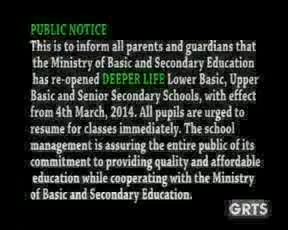 PUBLIC NOTICE
This is to inform all parents and guardians that
the Ministry of Basic and Secondary Education
has re-opened DEEPER LIFE Lower Basic, Upper
Basic and Senior Secondary Schools, with effect
from 4th March, 2014. All pupils are urged to
resume for classes immediately. The school
management is assuring the entire public of its
commitment to providing quality and affordable
education while cooperating with the Ministry
of Basic and Secondary Education.
GRTS